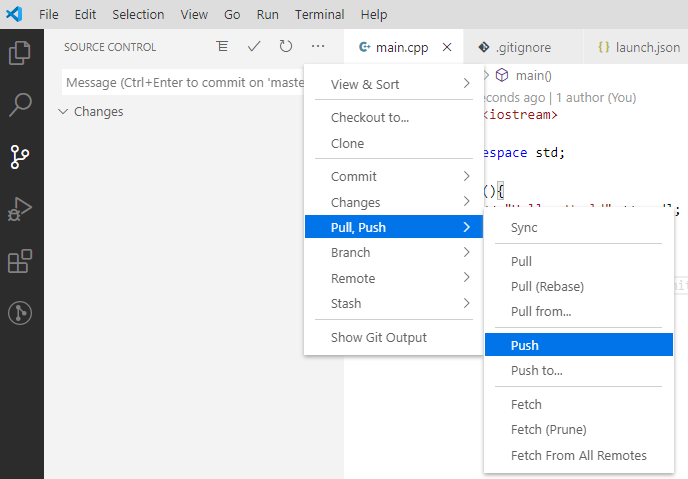 File Edit Selection View Go Run Terminal Help
SOURCE CONTROL
main.cpp .gitignore launch.json
Message (Ctrl+Enter to commit on 'maste
Changes
View & Sort
Checkout to...
Clone
Commit
Changes
Pull, Push
Branch
Remote
Stash
Show Git Output
main()
econds ago | 1 author (You)
<iostream>
espace std;
(){
Sync
Pull
Pull (Rebase)
Pull from...
Push
Push to...
Fetch
Fetch (Prune)
Fetch From All Remotes